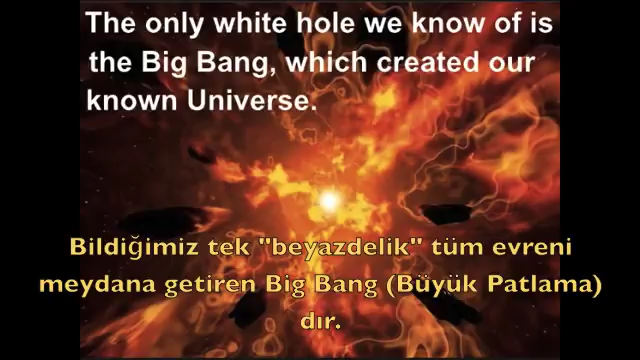 The only white hole we know of is
the Big Bang, which created our
known Universe.
Bildiğimiz tek "beyazdelik" tüm evreni
meydana getiren Big Bang (Büyük Patlama)
dır.